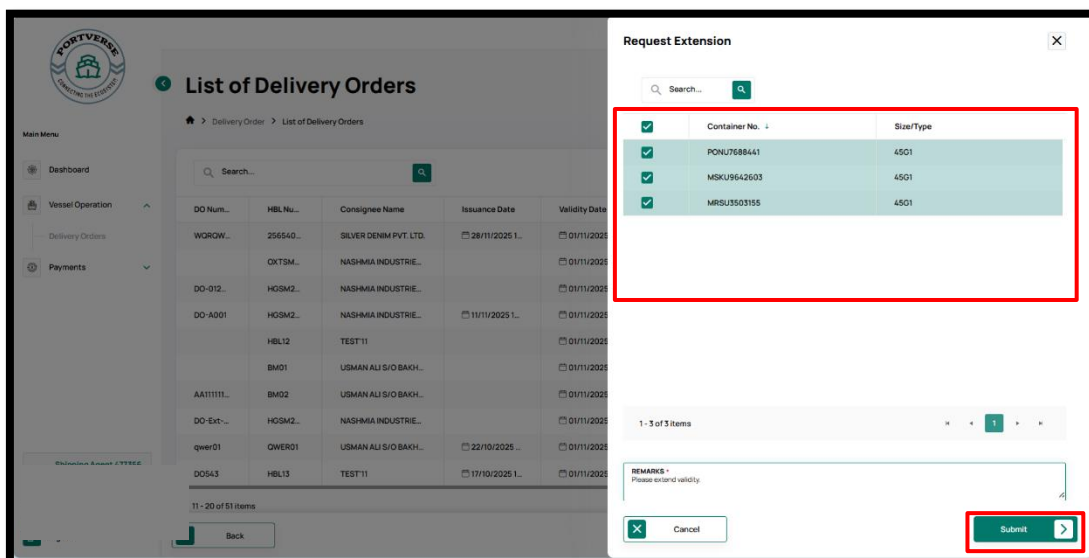 PORTVERSE
CONNECTING THE ECOSYSTEM
Main Menu
Dashboard
Vessel Operation
Delivery Orders
Payments
Shipping Agent 477356
List of Delivery Orders
> Delivery Order > List of Delivery Orders
Search...
DO Num... HBL Nu... Consignee Name Issuance Date Validity Date
WQRQW... 256540... SILVER DENIM PVT. LTD. 28/11/2025 1... 01/11/2025
OXTSM... NASHMIA INDUSTRIE... 01/11/2025
DO-012... HGSM2... NASHMIA INDUSTRIE... 01/11/2025
DO-A001 HGSM2... NASHMIA INDUSTRIE... 11/11/2025 1... 01/11/2025
HBL12 TEST'11 01/11/2025
BM01 USMAN ALI S/O BAKH... 01/11/2025
AA111111... BM02 USMAN ALI S/O BAKH... 01/11/2025
DO-Ext-... HGSM2... NASHMIA INDUSTRIE... 01/11/2025
qwer01 QWER01 USMAN ALI S/O BAKH... 22/10/2025 ... 01/11/2025
DO543 HBL13 TEST'11 17/10/2025 1... 01/11/2025
11 - 20 of 51 items
Back
Request Extension
Search...
Container No. Size/Type
PONU7688441 45G1
MSKU9642603 45G1
MRSU3503155 45G1
1 - 3 of 3 items
1
REMARKS *
Please extend validity.
Cancel
Submit